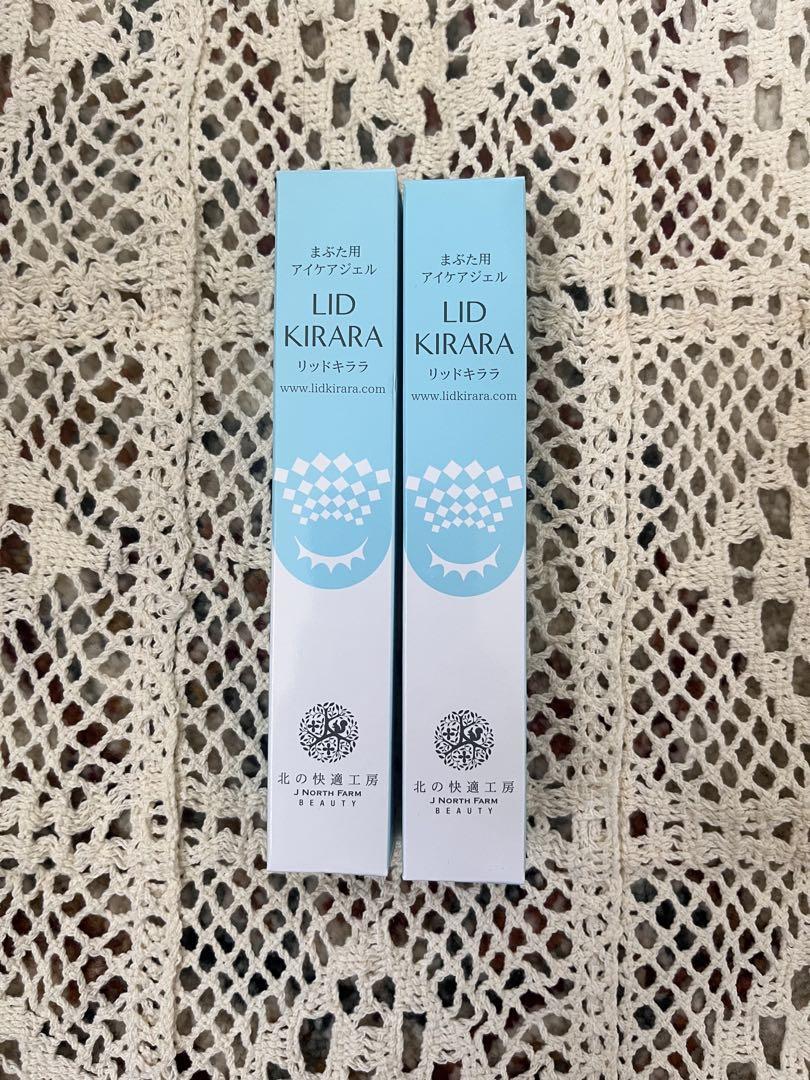 まぶた用
アイケアジェル
LID
KIRARA
リッドキララ
www.lidkirara.com
北の快適工房
J NORTH FARM
BEAUTY
まぶた用
アイケアジェル
LID
KIRARA
リッドキララ
www.lidkirara.com
北の快適工房
J NORTH FARM
BEAUTY